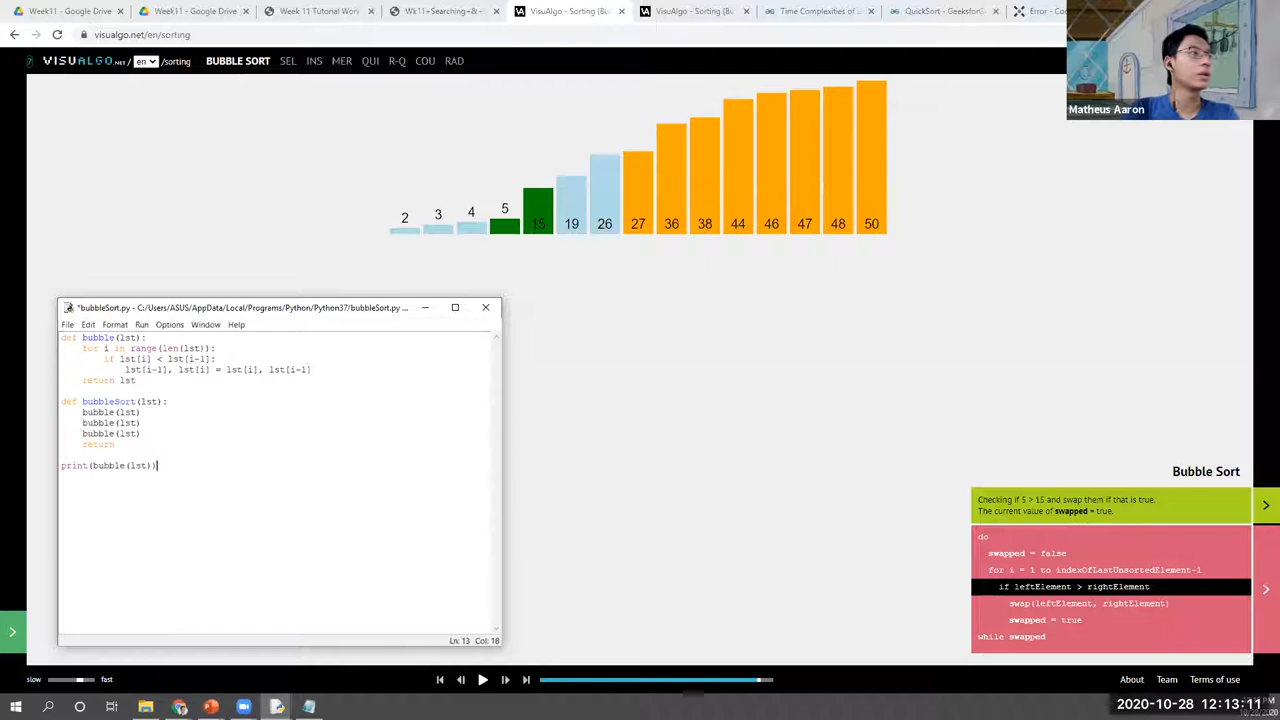 Week11 - Google Drive
Week11 - Google Drive
Week 11 Tutorial Work
Wk11+Searching+&+S
VisuAlgo - Sorting (Bu
VisuAlgo - Sorting (Bu
Time Complexities of
QuickSort - Geeksfor
Error - Co
visualgo.net/en/sorting
7 VISUALGO.NET/ en /sorting BUBBLE SORT SEL INS MER QUI R-Q COU RAD
Matheus Aaron
2 3 4 5 15 19 26 27 36 38 44 46 47 48 50
*bubbleSort.py - C:/Users/ASUS/AppData/Local/Programs/Python/Python37/bubbleSort.py ...
File Edit Format Run Options Window Help
def bubble(lst):
for i in range(len(lst)):
if lst[i] < lst[i-1]:
lst[i-1], lst[i] = lst[i], lst[i-1]
return lst
def bubbleSort(lst):
bubble(lst)
bubble(lst)
bubble(lst)
return
print(bubble(lst))
Ln: 13 Col: 18
Bubble Sort
Checking if 5 > 15 and swap them if that is true.
The current value of swapped = true.
do
swapped = false
for i = 1 to indexOfLastUnsortedElement-1
if leftElement > rightElement
swap(leftElement, rightElement)
swapped = true
while swapped
slow fast
About Team Terms of use
2020-10-28 12:13:11